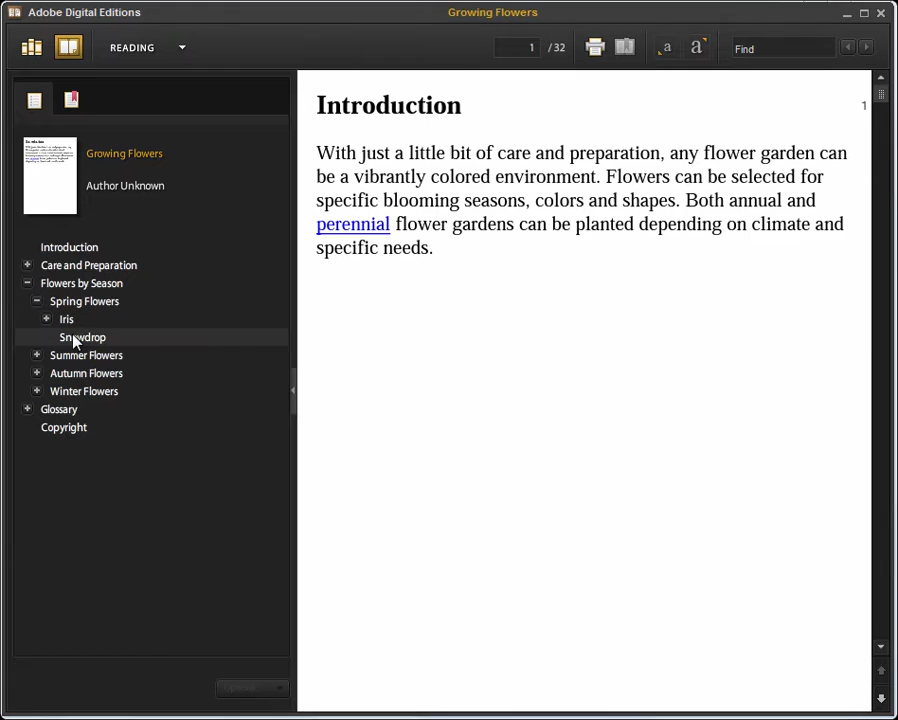 Adobe Digital Editions
Growing Flowers
READING
1 /32
a
a
Find
Growing Flowers
Author Unknown
Introduction
Care and Preparation
Flowers by Season
Spring Flowers
Iris
Snowdrop
Summer Flowers
Autumn Flowers
Winter Flowers
Glossary
Copyright
Introduction
1
With just a little bit of care and preparation, any flower garden can
be a vibrantly colored environment. Flowers can be selected for
specific blooming seasons, colors and shapes. Both annual and
perennial flower gardens can be planted depending on climate and
specific needs.